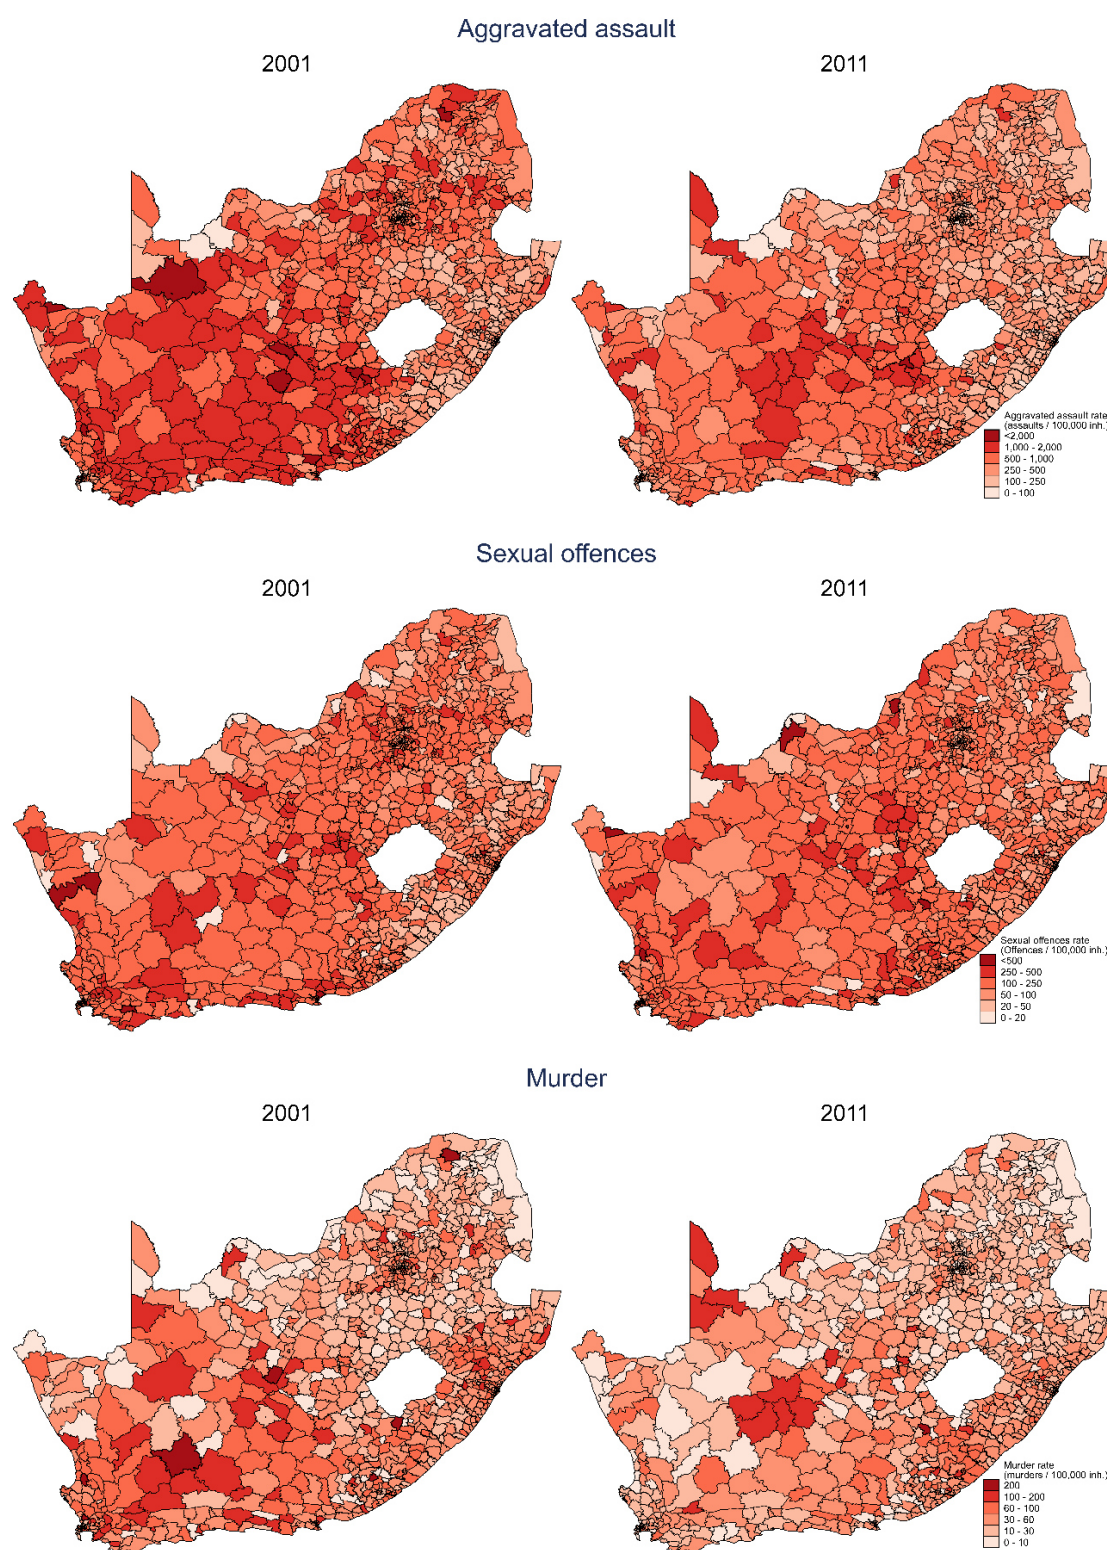 Aggravated assault
2001
2011
Aggravated assault rate
(assaults / 100,000 inh.)
<2,000
1,000 - 2,000
500 - 1,000
250 - 500
100 - 250
0 - 100
Sexual offences
2001
2011
Sexual offences rate
(Offences / 100,000 inh.)
<500
250 - 500
100 - 250
50 - 100
20 - 50
0 - 20
Murder
2001
2011
Murder rate
(murders / 100,000 inh.)
200
100 - 200
60 - 100
30 - 60
10 - 30
0 - 10